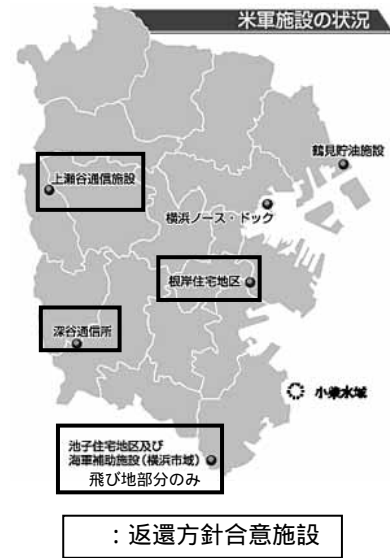 米軍施設の状況
鶴見貯油施設
上瀬谷通信施設
横浜ノース・ドック
根岸住宅地区
深谷通信所
小柴水域
池子住宅地区及び
海軍補助施設(横浜市域)
飛び地部分のみ
:返還方針合意施設